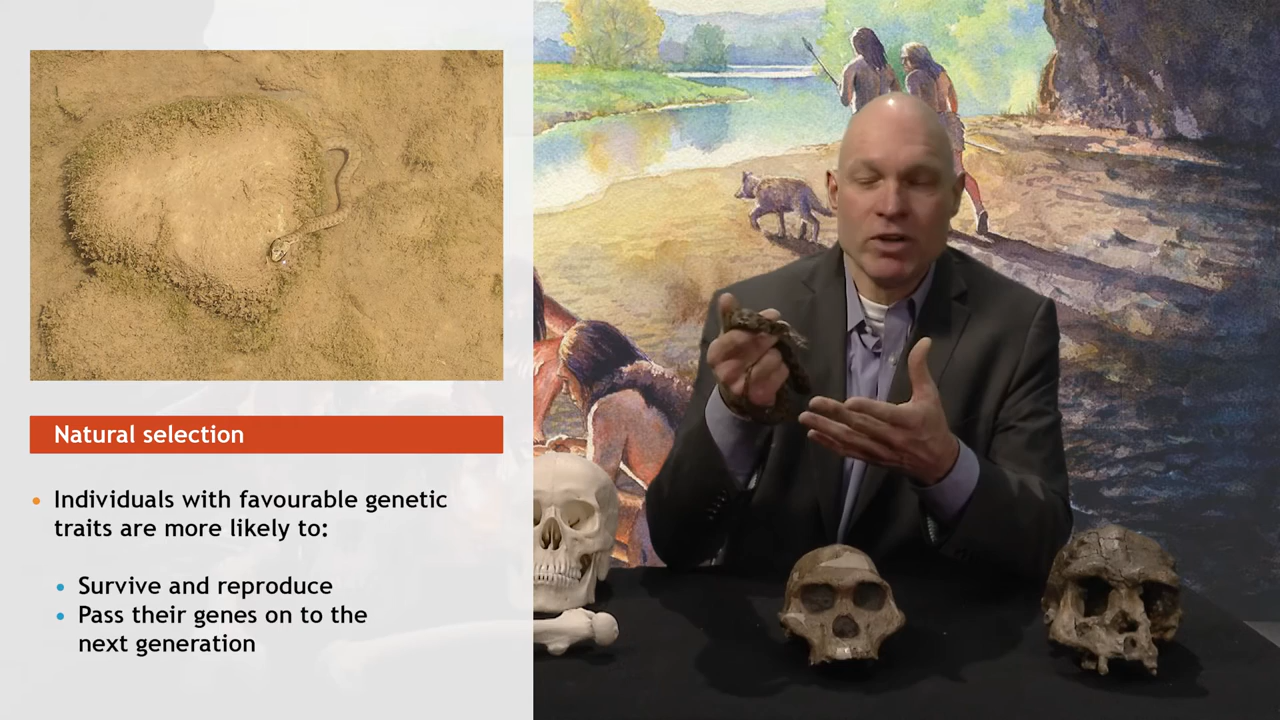 Natural selection
Individuals with favourable genetic
traits are more likely to:
Survive and reproduce
Pass their genes on to the
next generation